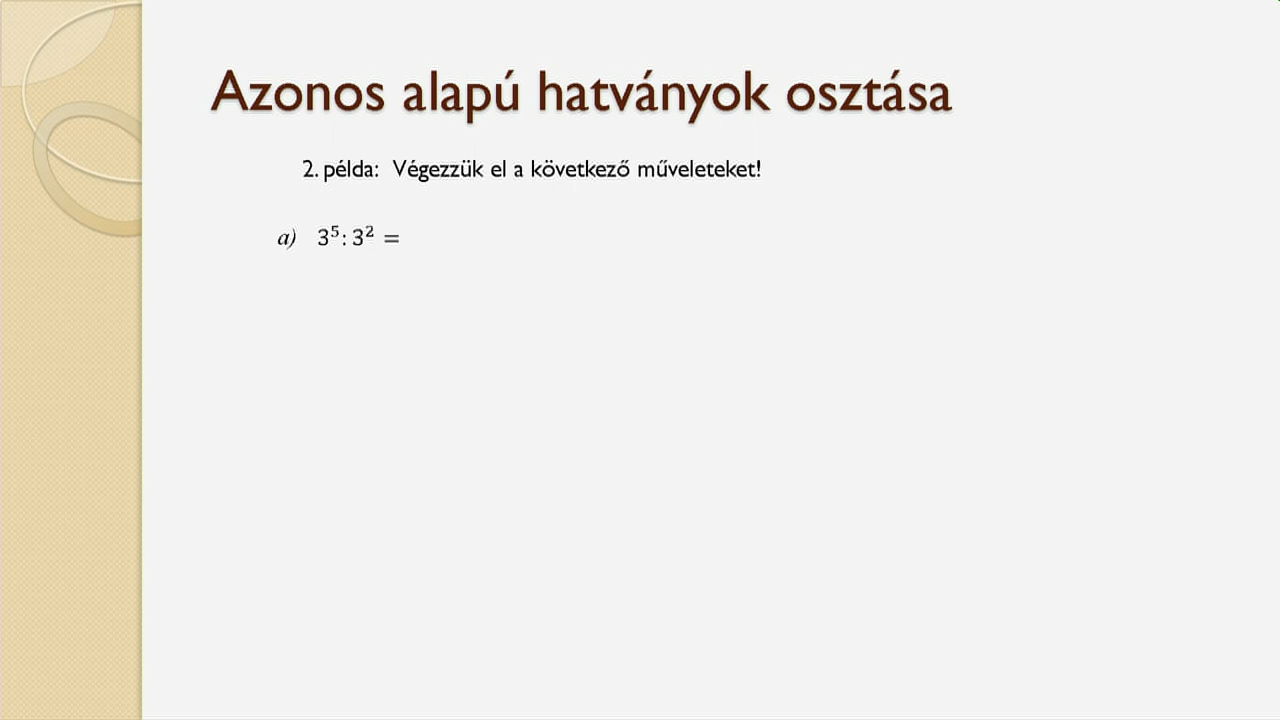 Azonos alapú hatványok osztása
2. példa: Végezzük el a következő műveleteket!
a) 3⁵: 3² =